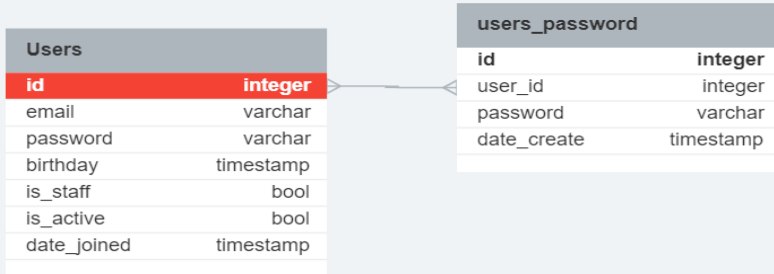 Users
id integer
email varchar
password varchar
birthday timestamp
is_staff bool
is_active bool
date_joined timestamp
users_password
id integer
user_id integer
password varchar
date_create timestamp